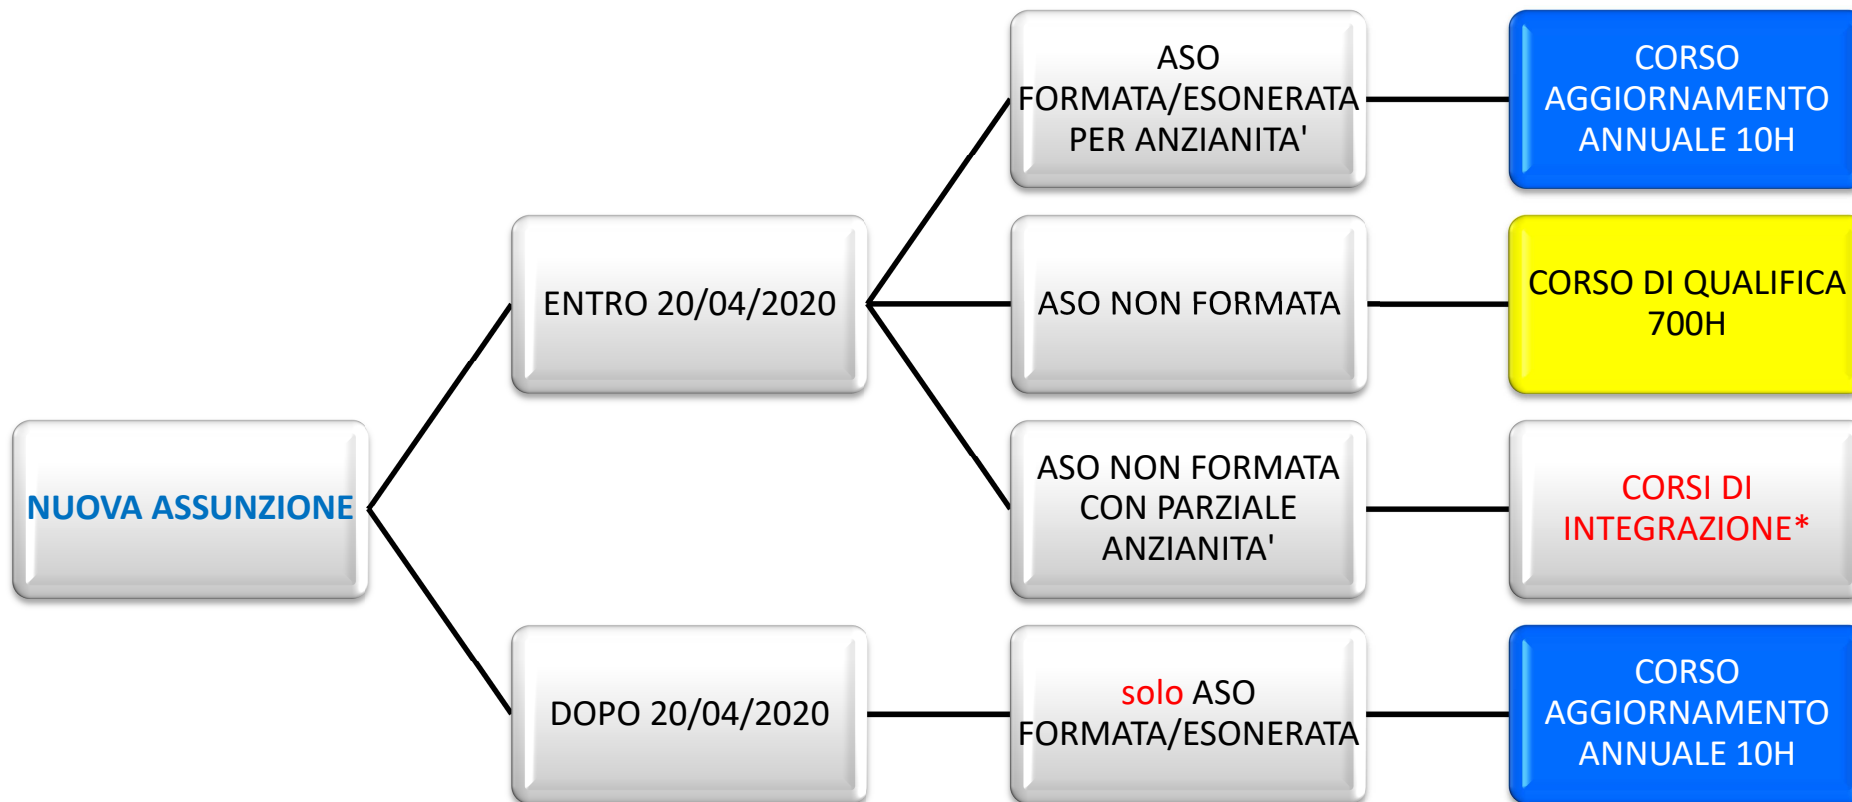 NUOVA ASSUNZIONE
ENTRO 20/04/2020
ASO
FORMATA/ESONERATA
PER ANZIANITA'
CORSO
AGGIORNAMENTO
ANNUALE 10H
ASO NON FORMATA
CORSO DI QUALIFICA
700H
ASO NON FORMATA
CON PARZIALE
ANZIANITA'
CORSI DI
INTEGRAZIONE*
DOPO 20/04/2020
solo ASO
FORMATA/ESONERATA
CORSO
AGGIORNAMENTO
ANNUALE 10H